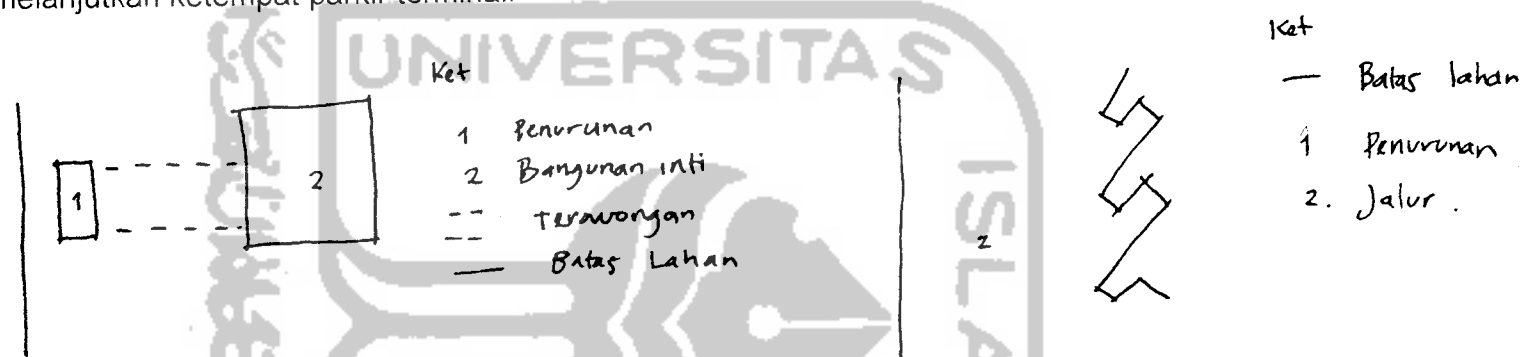 melanjutkan ketempat parkir terminal.
UNIVERSITAS
ISLA
Ket
1 Penurunan
2 Bangunan inti
-- Terowongan
— Batas Lahan
1
2
Ket
— Batas lahan
1 Penurunan
2. Jalur.
2